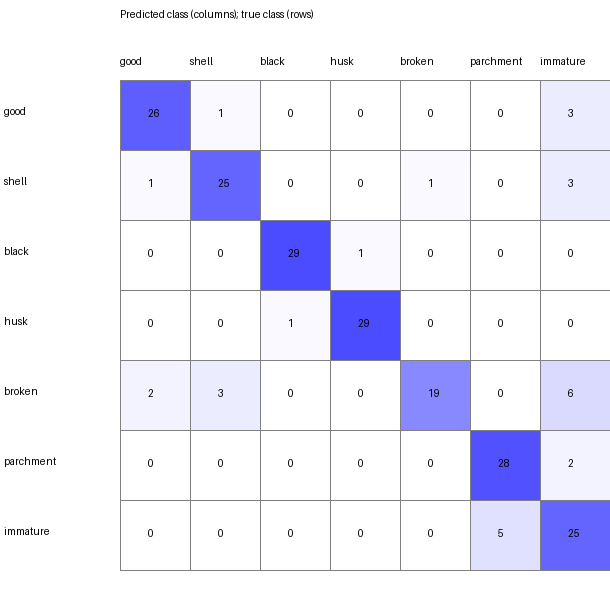 Predicted class (columns); true class (rows)
good shell black husk broken parchment immature
good 26 1 0 0 0 0 3
shell 1 25 0 0 1 0 3
black 0 0 29 1 0 0 0
husk 0 0 1 29 0 0 0
broken 2 3 0 0 19 0 6
parchment 0 0 0 0 0 28 2
immature 0 0 0 0 0 5 25